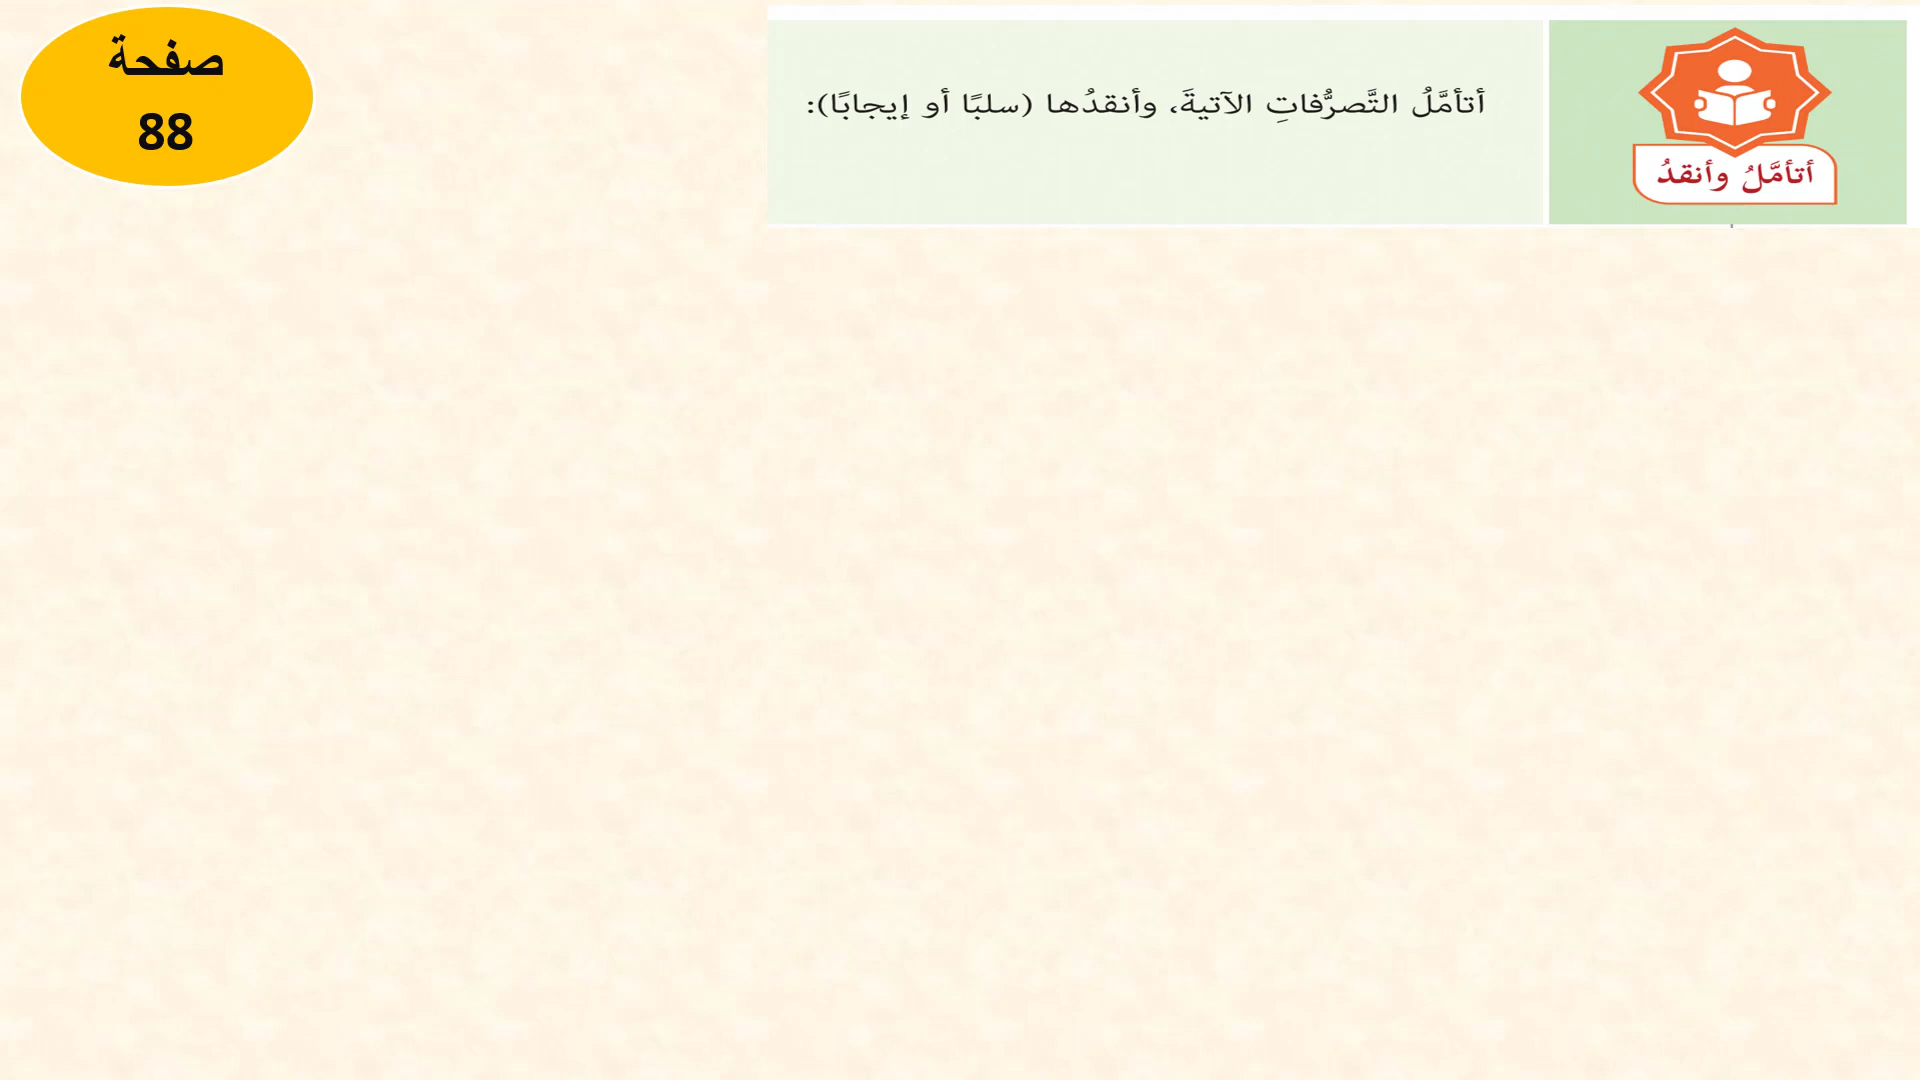 صفحة
88
أتأمَّلُ وأنقدُ
أتأمَّلُ التَّصرُّفاتِ الآتيةَ، وأنقدُها (سلبًا أو إيجابًا):